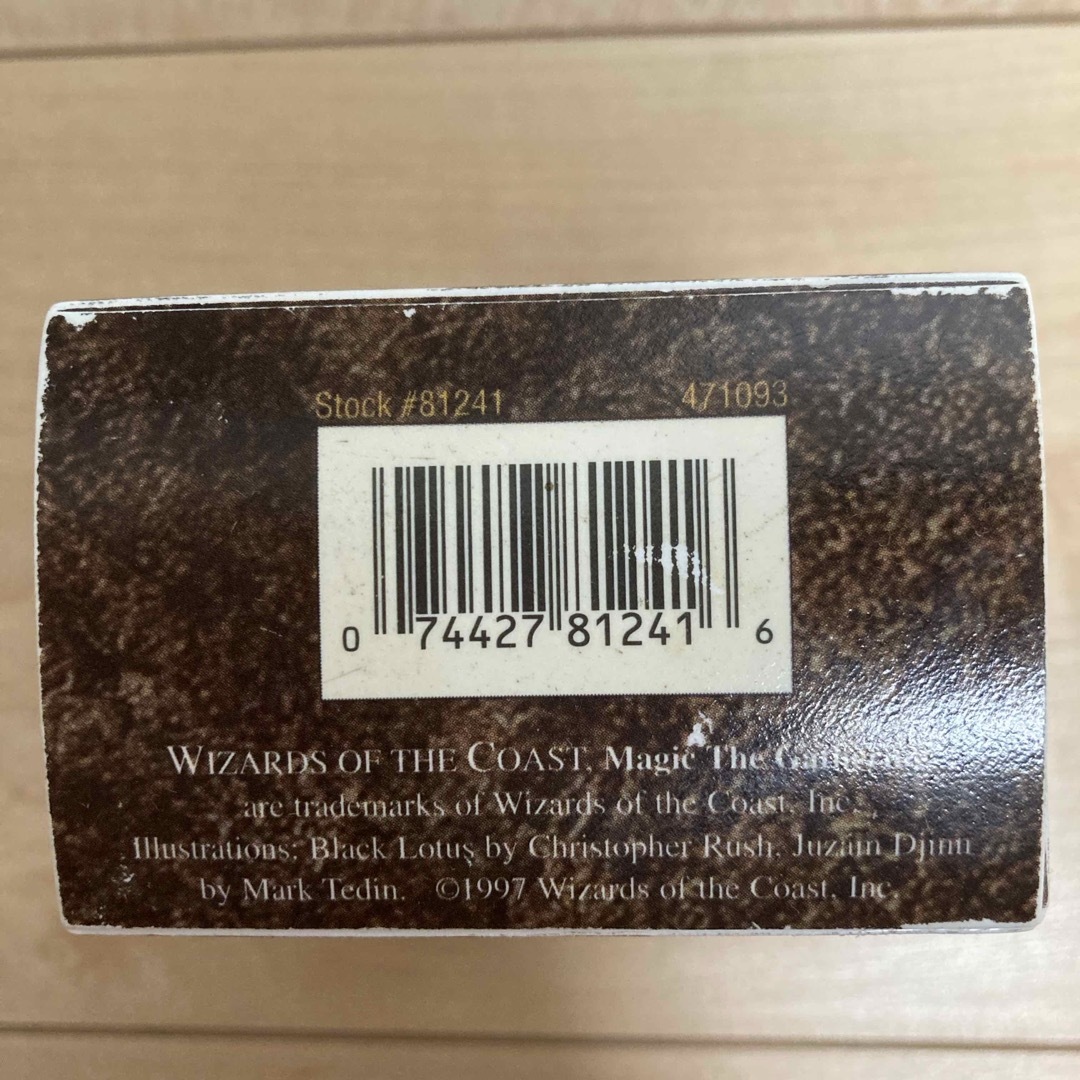 Stock #81241 471093
0 74427 81241 6
WIZARDS OF THE COAST, Magic The Gathering
are trademarks of Wizards of the Coast, Inc.
Illustrations: Black Lotus by Christopher Rush, Juzam Djinn
by Mark Tedin. ©1997 Wizards of the Coast, Inc.